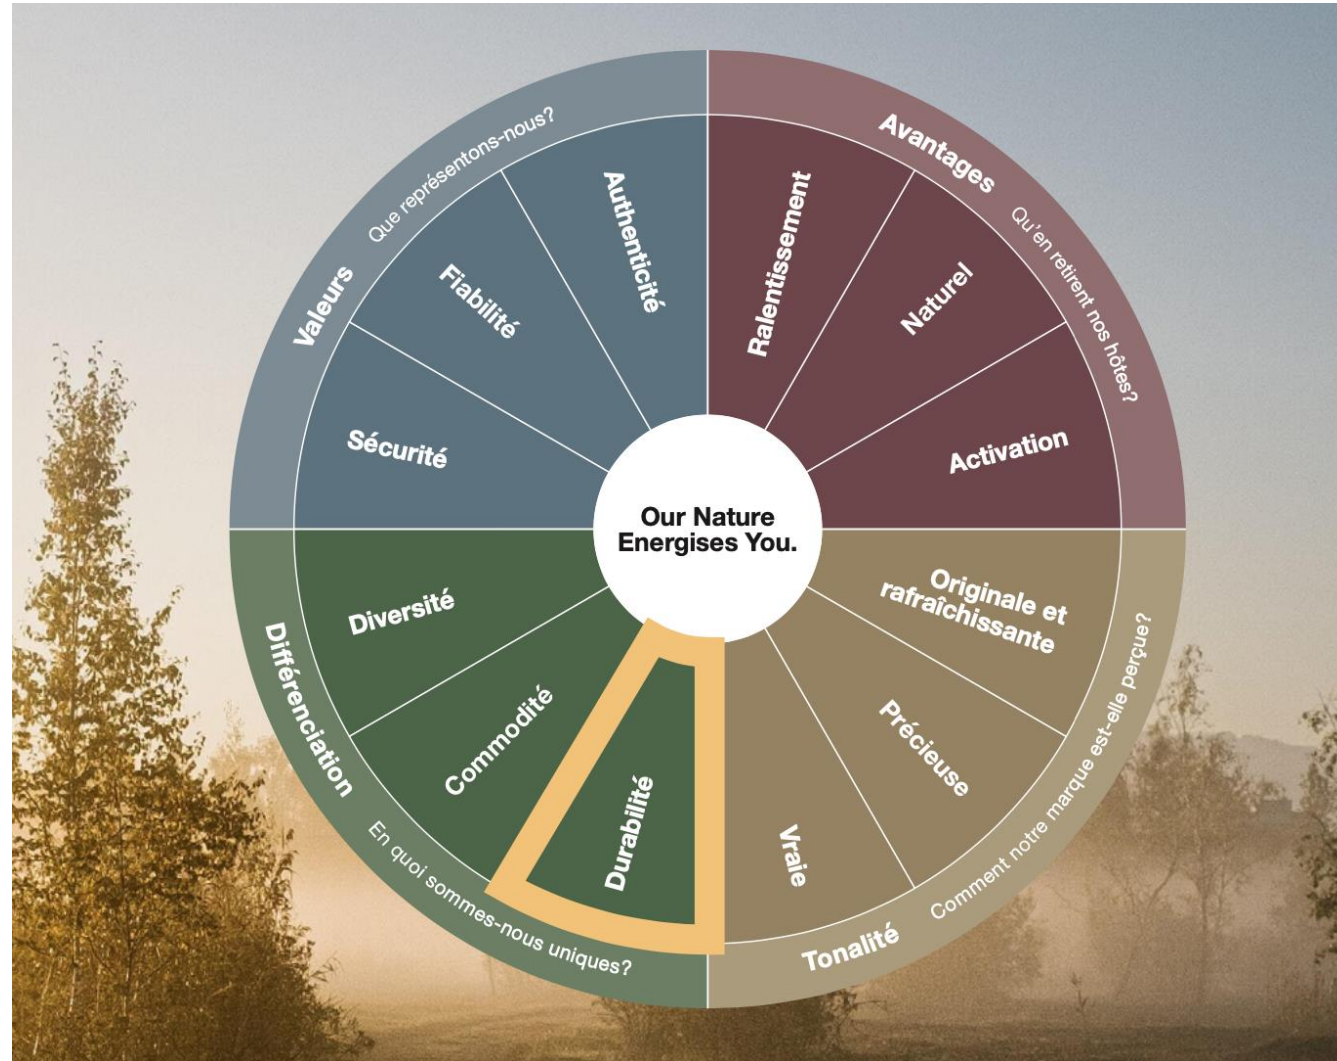 Valeurs
Que représentons-nous?
Authenticité
Fiabilité
Sécurité
Avantages
Qu'en retirent nos hôtes?
Ralentissement
Naturel
Activation
Our Nature
Energises You.
Différenciation
En quoi sommes-nous uniques?
Diversité
Commodité
Durabilité
Tonalité
Comment notre marque est-elle perçue?
Originale et
rafraîchissante
Précieuse
Vraie